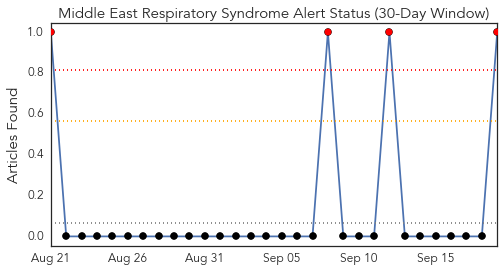 Middle East Respiratory Syndrome Alert Status (30-Day Window)
Articles Found
1.0
0.8
0.6
0.4
0.2
0.0
Aug 21 Aug 26 Aug 31 Sep 05 Sep 10 Sep 15